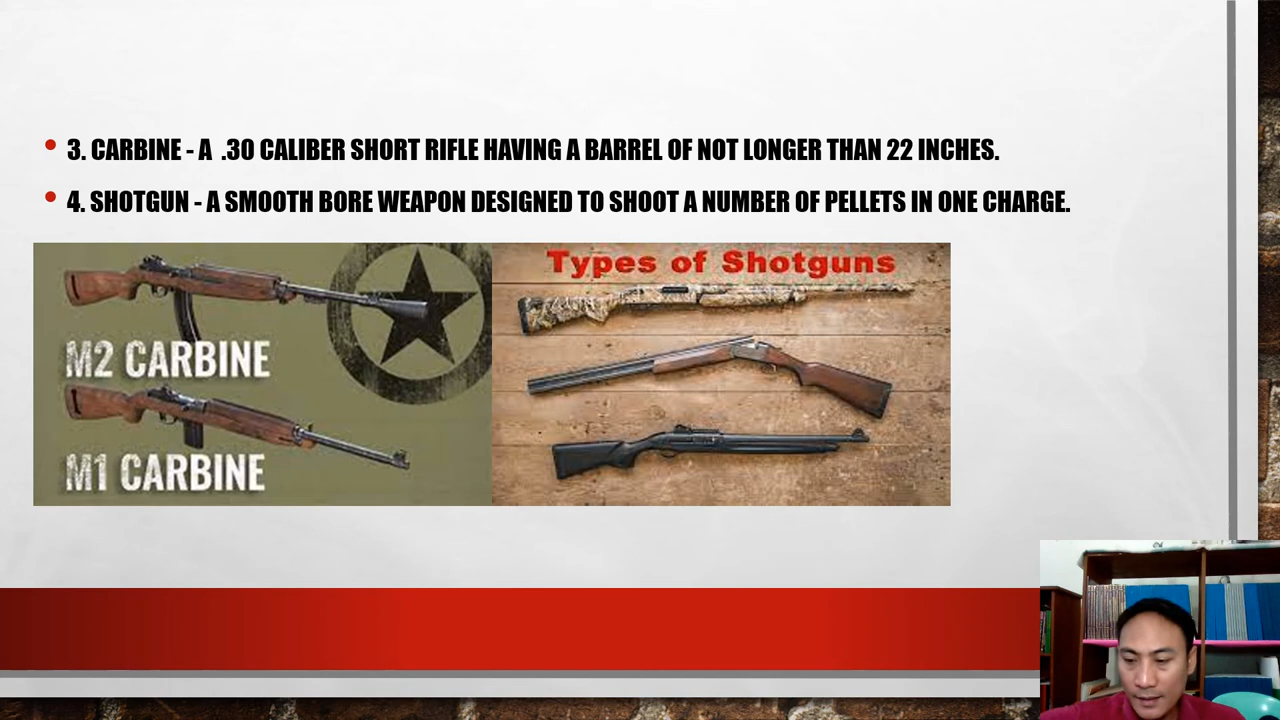 3. CARBINE - A .30 CALIBER SHORT RIFLE HAVING A BARREL OF NOT LONGER THAN 22 INCHES.
4. SHOTGUN - A SMOOTH BORE WEAPON DESIGNED TO SHOOT A NUMBER OF PELLETS IN ONE CHARGE.
M2 CARBINE
M1 CARBINE
Types of Shotguns